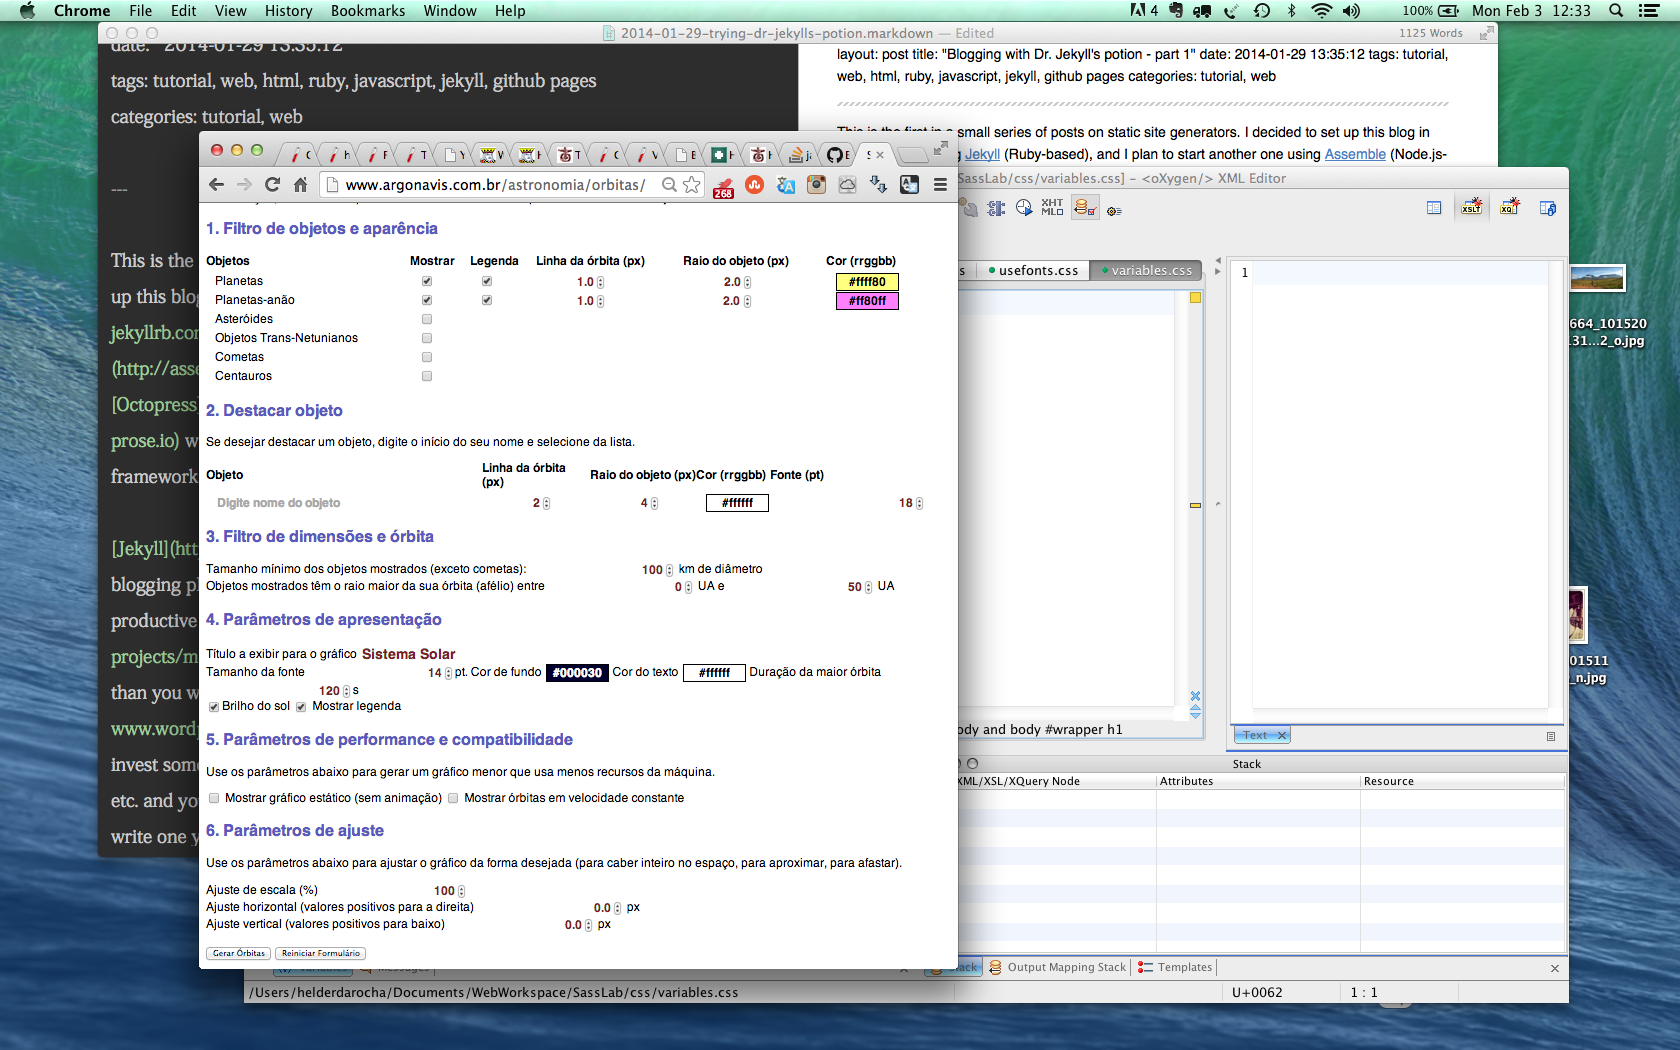 Chrome File Edit View History Bookmarks Window Help
4 100% Mon Feb 3 12:33
2014-01-29-trying-dr-jekylls-potion.markdown — Edited
1125 Words
date: 2014-01-29 13:35:12
tags: tutorial, web, html, ruby, javascript, jekyll, github pages
categories: tutorial, web
---
This is the
up this blog
jekyllrb.com
(http://asse
[Octopress]
prose.io) w
framework
[Jekyll](htt
blogging pl
productive
projects/m
than you w
www.word
invest som
etc. and yo
write one y
layout: post title: "Blogging with Dr. Jekyll's potion - part 1" date: 2014-01-29 13:35:12 tags: tutorial,
web, html, ruby, javascript, jekyll, github pages categories: tutorial, web
This is the first in a small series of posts on static site generators. I decided to set up this blog in
g Jekyll (Ruby-based), and I plan to start another one using Assemble (Node.js-
www.argonavis.com.br/astronomia/orbitas/
268
1. Filtro de objetos e aparência
Objetos Mostrar Legenda Linha da órbita (px) Raio do objeto (px) Cor (rrggbb)
Planetas 1.0 2.0 #ffff80
Planetas-anão 1.0 2.0 #ff80ff
Asteróides
Objetos Trans-Netunianos
Cometas
Centauros
2. Destacar objeto
Se desejar destacar um objeto, digite o início do seu nome e selecione da lista.
Objeto Linha da órbita (px) Raio do objeto (px) Cor (rrggbb) Fonte (pt)
Digite nome do objeto 2 4 #ffffff 18
3. Filtro de dimensões e órbita
Tamanho mínimo dos objetos mostrados (exceto cometas): 100 km de diâmetro
Objetos mostrados têm o raio maior da sua órbita (afélio) entre 0 UA e 50 UA
4. Parâmetros de apresentação
Título a exibir para o gráfico Sistema Solar
Tamanho da fonte 14 pt. Cor de fundo #000030 Cor do texto #ffffff Duração da maior órbita
120 s
Brilho do sol Mostrar legenda
5. Parâmetros de performance e compatibilidade
Use os parâmetros abaixo para gerar um gráfico menor que usa menos recursos da máquina.
Mostrar gráfico estático (sem animação) Mostrar órbitas em velocidade constante
6. Parâmetros de ajuste
Use os parâmetros abaixo para ajustar o gráfico da forma desejada (para caber inteiro no espaço, para aproximar, para afastar).
Ajuste de escala (%) 100
Ajuste horizontal (valores positivos para a direita) 0.0 px
Ajuste vertical (valores positivos para baixo) 0.0 px
Gerar Órbitas Reiniciar Formulário
SassLab/css/variables.css] - <oXygen/> XML Editor
XHT
MLO
XSLT XQ
s usefonts.css variables.css
1
ody and body #wrapper h1
Text
Stack
XML/XSL/XQuery Node Attributes Resource
Variables Messages Stack Output Mapping Stack Templates
/Users/helderdarocha/Documents/WebWorkspace/SassLab/css/variables.css U+0062 1 : 1
664_101520
131...2_o.jpg
01511
_n.jpg